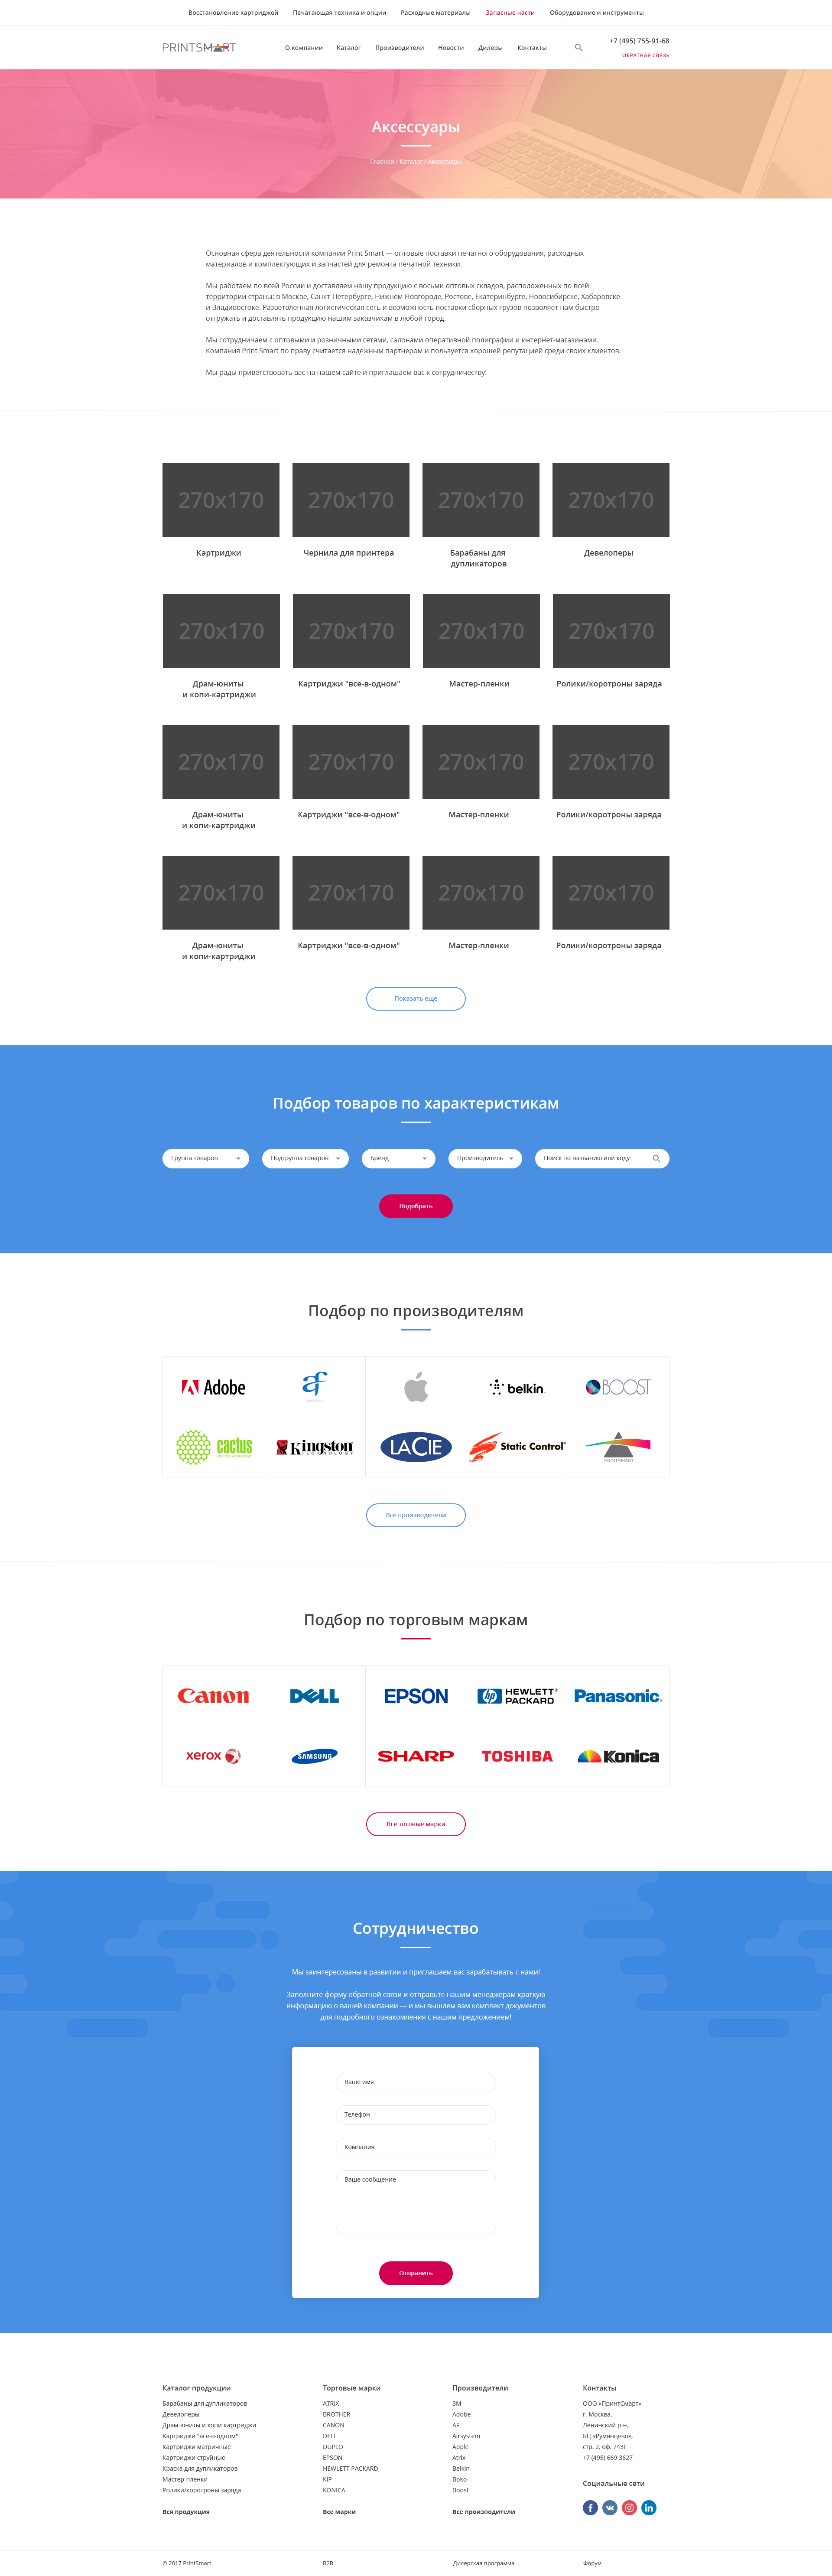 Восстановление картриджей
Печатающая техника и опции
Расходные материалы
Запасные части
Оборудование и инструменты
PRINTSMART
О компании
Каталог
Производители
Новости
Дилеры
Контакты
+7 (495) 755-91-68
ОБРАТНАЯ СВЯЗЬ
Аксессуары
Главная / Каталог / Аксессуары
Основная сфера деятельности компании Print Smart — оптовые поставки печатного оборудования, расходных
материалов и комплектующих и запчастей для ремонта печатной техники.
Мы работаем по всей России и доставляем нашу продукцию с восьми оптовых складов, расположенных по всей
территории страны: в Москве, Санкт-Петербурге, Нижнем Новгороде, Ростове, Екатеринбурге, Новосибирске, Хабаровске
и Владивостоке. Разветвленная логистическая сеть и возможность поставки сборных грузов позволяет нам быстро
отгружать и доставлять продукцию нашим заказчикам в любой город.
Мы сотрудничаем с оптовыми и розничными сетями, салонами оперативной полиграфии и интернет-магазинами.
Компания Print Smart по праву считается надежным партнером и пользуется хорошей репутацией среди своих клиентов.
Мы рады приветствовать вас на нашем сайте и приглашаем вас к сотрудничеству!
270x170
270x170
270x170
270x170
Картриджи
Чернила для принтера
Барабаны для
дупликаторов
Девелоперы
270x170
270x170
270x170
270x170
Драм-юниты
и копи-картриджи
Картриджи "все-в-одном"
Мастер-пленки
Ролики/коротроны заряда
270x170
270x170
270x170
270x170
Драм-юниты
и копи-картриджи
Картриджи "все-в-одном"
Мастер-пленки
Ролики/коротроны заряда
270x170
270x170
270x170
270x170
Драм-юниты
и копи-картриджи
Картриджи "все-в-одном"
Мастер-пленки
Ролики/коротроны заряда
Показать еще
Подбор товаров по характеристикам
Группа товаров
Подгруппа товаров
Бренд
Производитель
Поиск по названию или коду
Подобрать
Подбор по производителям
Adobe
af
belkin
BOOST
cactus
Kingston
TECHNOLOGY
LACIE
Static Control
PRINTSMART
Все производители
Подбор по торговым маркам
Canon
DELL
EPSON
hp HEWLETT
PACKARD
Panasonic
xerox
SAMSUNG
SHARP
TOSHIBA
Konica
Все тоговые марки
Сотрудничество
Мы заинтересованы в развитии и приглашаем вас зарабатывать с нами!
Заполните форму обратной связи и отправьте нашим менеджерам краткую
информацию о вашей компании — и мы вышлем вам комплект документов
для подробного ознакомления с нашим предложением!
Ваше имя
Телефон
Компания
Ваше сообщение
Отправить
Каталог продукции
Барабаны для дупликаторов
Девелоперы
Драм-юниты и копи-картриджи
Картриджи "все-в-одном"
Картриджи матричные
Картриджи струйные
Краска для дупликаторов
Мастер-пленки
Ролики/коротроны заряда
Вся продукция
Торговые марки
ATRIX
BROTHER
CANON
DELL
DUPLO
EPSON
HEWLETT PACKARD
KIP
KONICA
Все марки
Производители
3M
Adobe
AF
Airsystem
Apple
Atrix
Belkin
Boko
Boost
Все производители
Контакты
ООО «ПринтСмарт»
г. Москва,
Ленинский р-н,
БЦ «Румянцево»,
стр. 2, оф. 743Г
+7 (495) 669 3627
Социальные сети
© 2017 PrintSmart
B2B
Дилерская программа
Форум